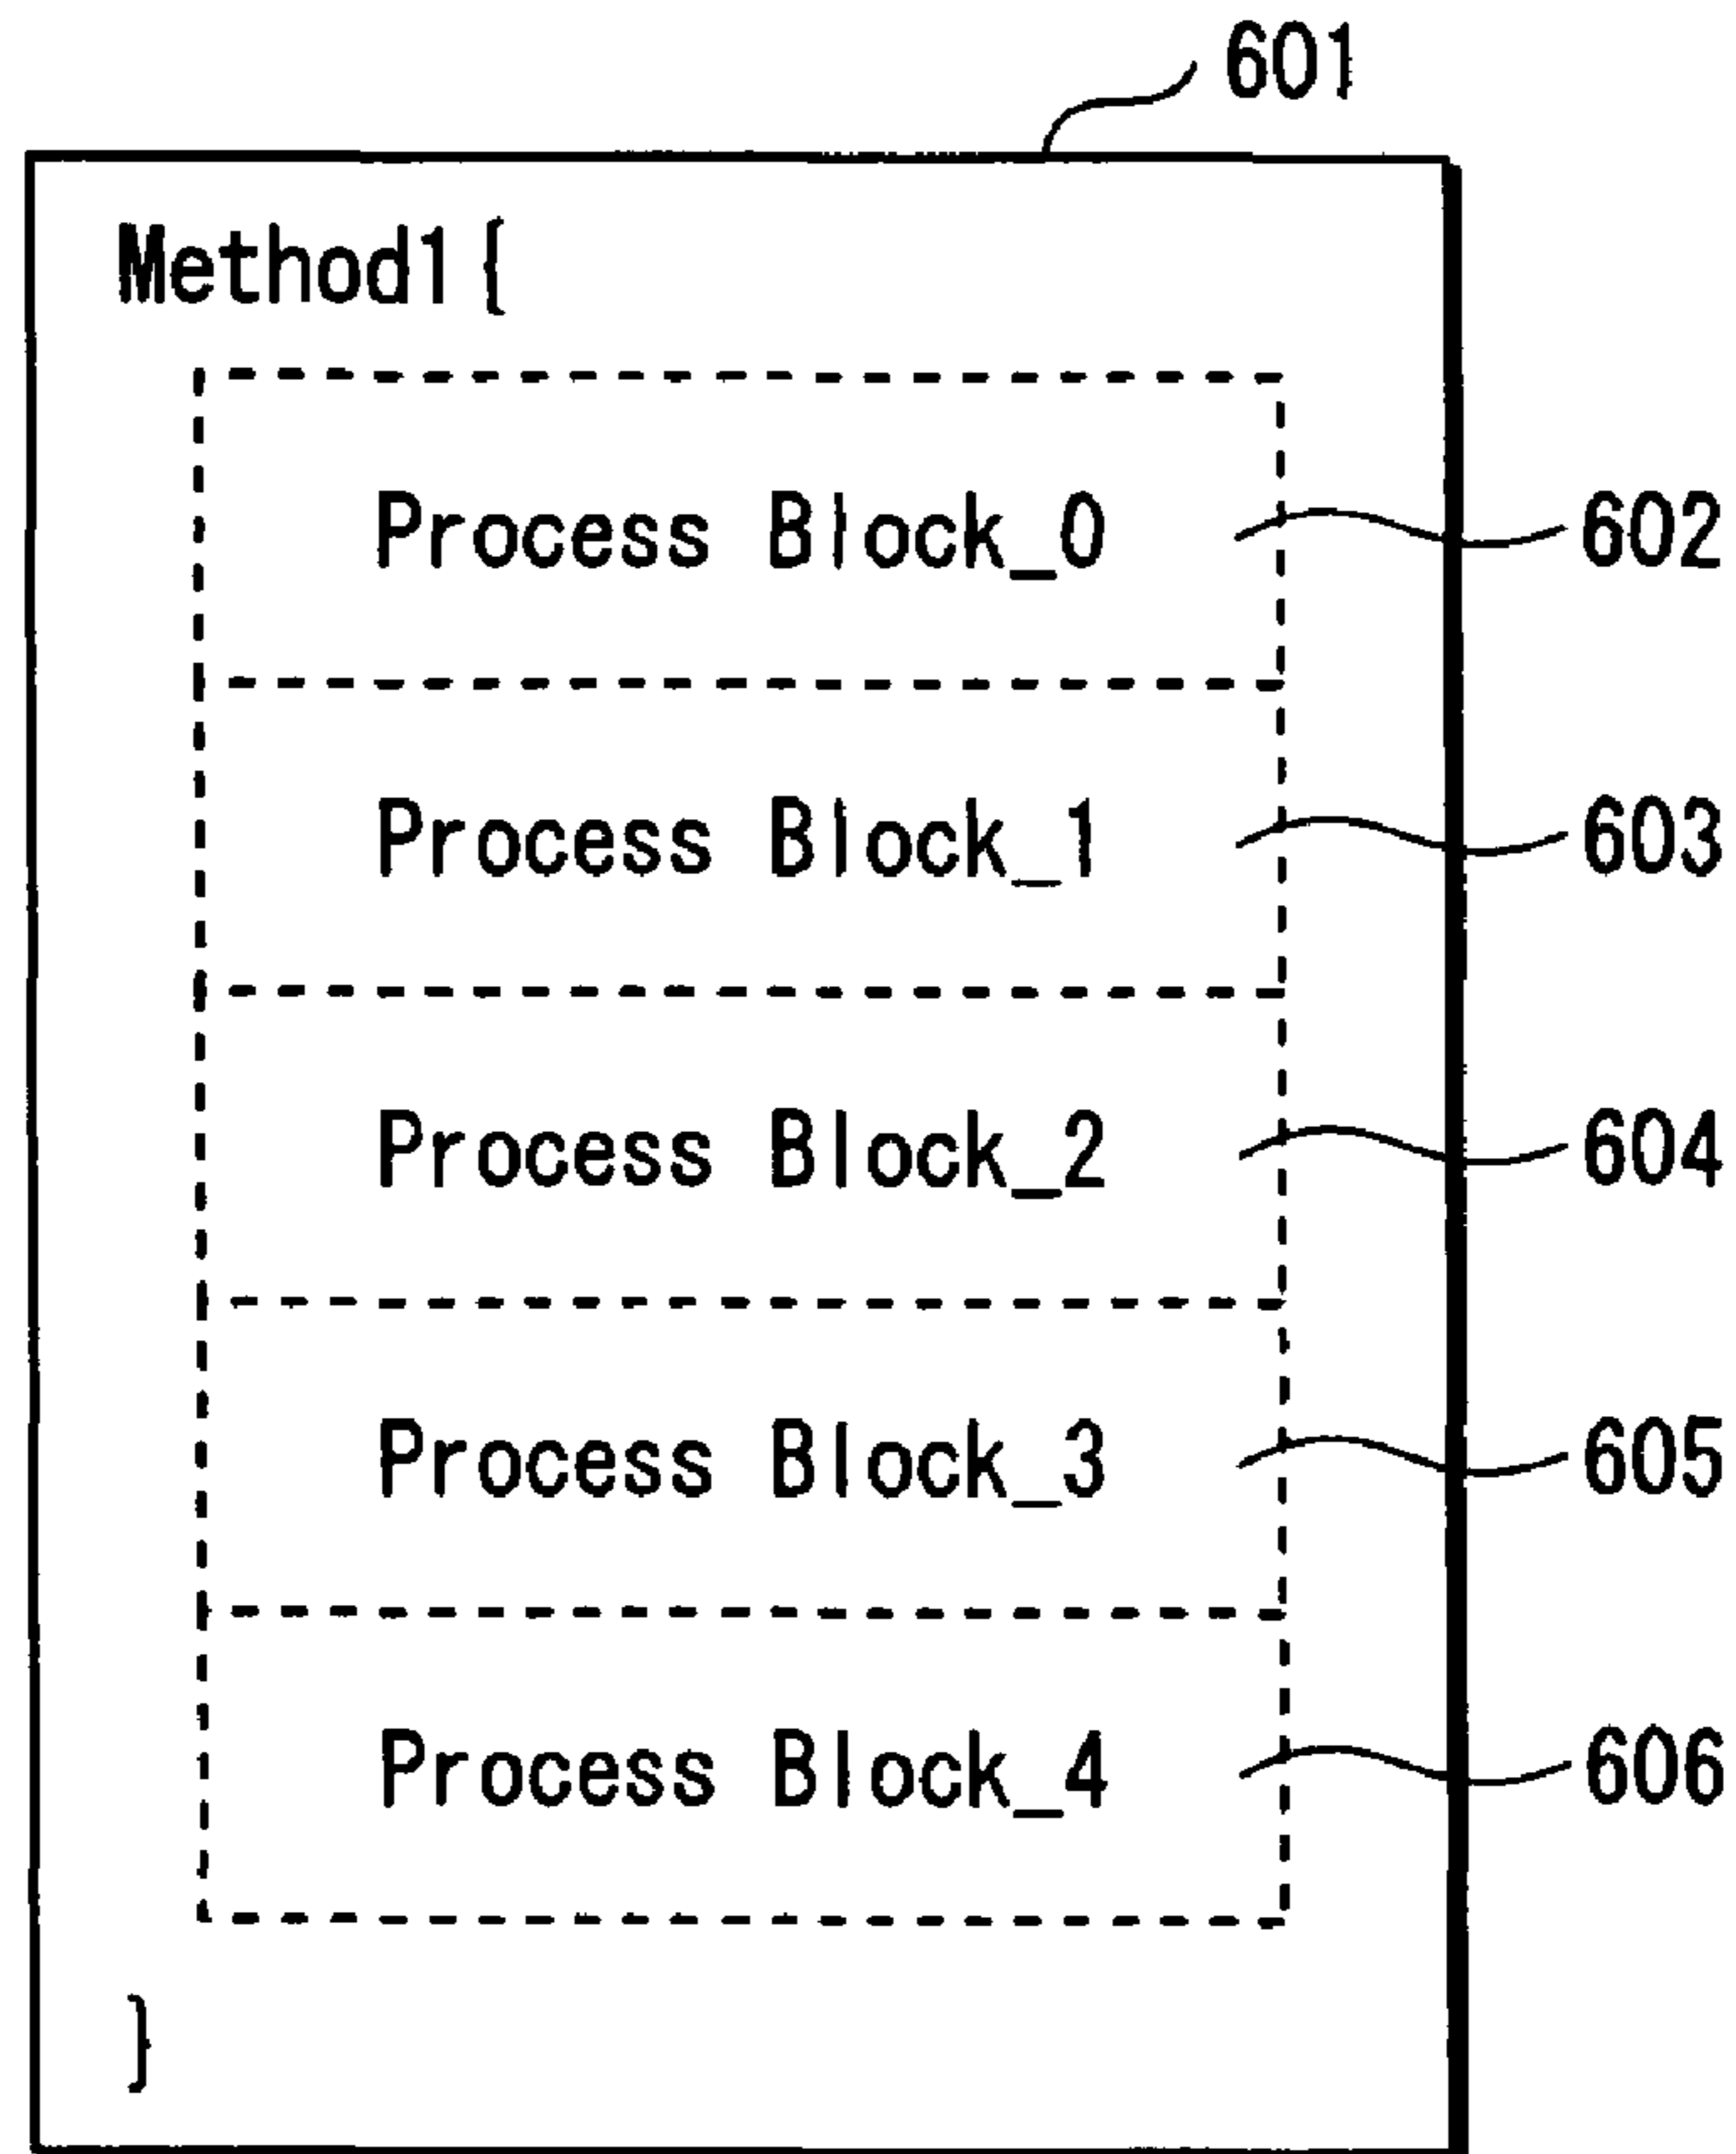 601
Method1{
Process Block_0 602
Process Block_1 603
Process Block_2 604
Process Block_3 605
Process Block_4 606
}